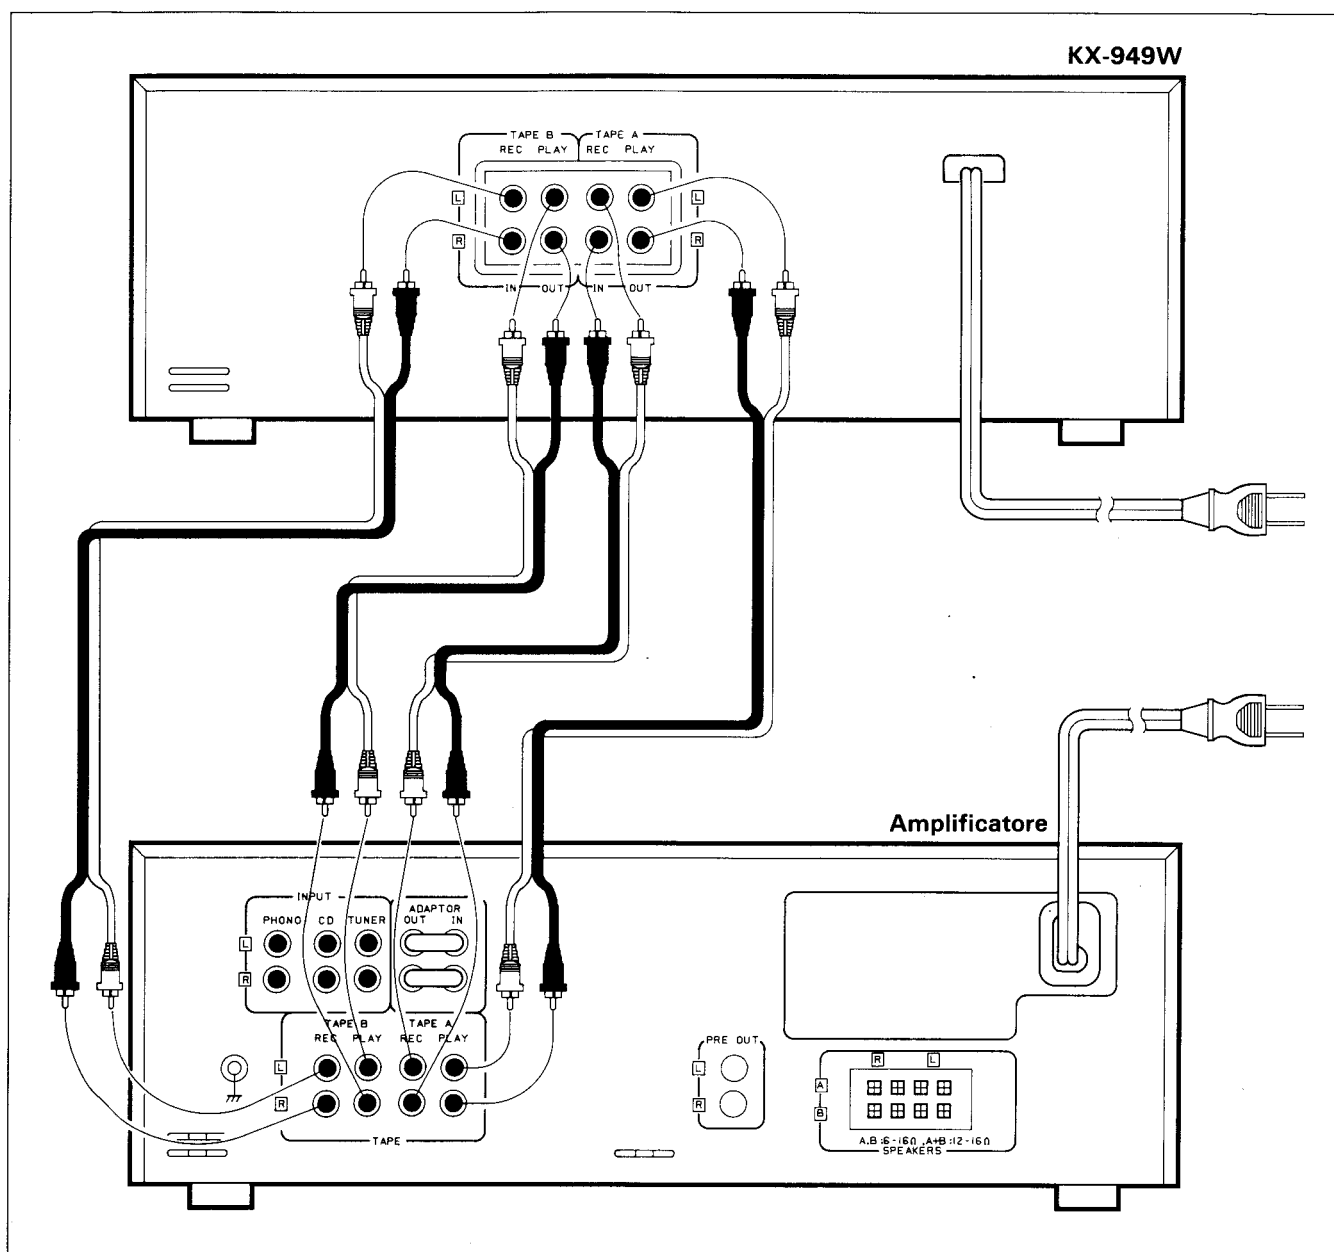 KX-949W
TAPE B TAPE A
REC PLAY REC PLAY
L L
R R
IN OUT IN OUT
Amplificatore
INPUT
PHONO CD TUNER
ADAPTOR
OUT IN
L
R
TAPE B TAPE A
REC PLAY REC PLAY
L
R
TAPE
PRE OUT
L
R
R L
A
B
A.B:6-16Ω .A+B:12-16Ω
SPEAKERS